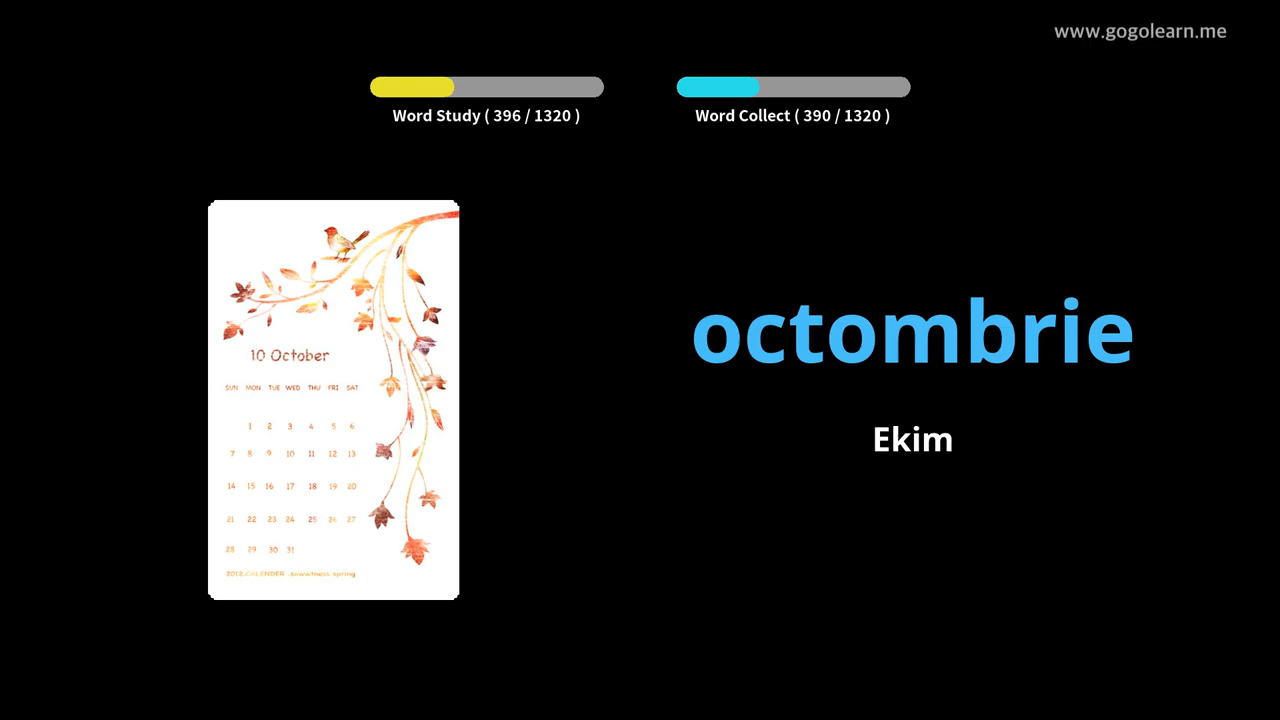 www.gogolearn.me
Word Study ( 396 / 1320 )
Word Collect ( 390 / 1320 )
10 October
SUN MON TUE WED THU FRI SAT
1 2 3 4 5 6
7 8 9 10 11 12 13
14 15 16 17 18 19 20
21 22 23 24 25 26 27
28 29 30 31
2012.CALENDER
octombrie
Ekim